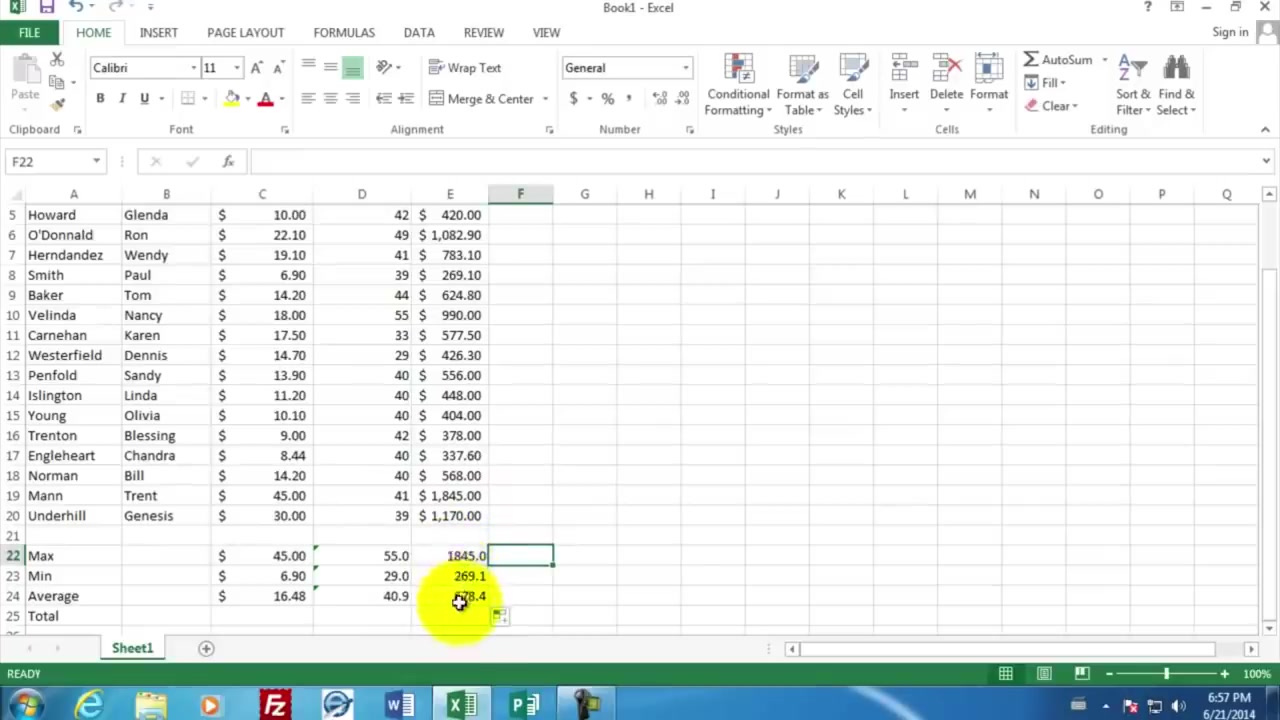 Book1 - Excel
?
FILE HOME INSERT PAGE LAYOUT FORMULAS DATA REVIEW VIEW Sign in
Paste Calibri 11 A A Wrap Text General Conditional Formatting Format as Table Cell Styles Insert Delete Format AutoSum Fill Clear Sort & Filter Find & Select
B I U A Merge & Center $ % ,
Clipboard Font Alignment Number Styles Cells Editing
F22 fx
A B C D E F G H I J K L M N O P Q
5 Howard Glenda $ 10.00 42 $ 420.00
6 O'Donnald Ron $ 22.10 49 $ 1,082.90
7 Herndandez Wendy $ 19.10 41 $ 783.10
8 Smith Paul $ 6.90 39 $ 269.10
9 Baker Tom $ 14.20 44 $ 624.80
10 Velinda Nancy $ 18.00 55 $ 990.00
11 Carnehan Karen $ 17.50 33 $ 577.50
12 Westerfield Dennis $ 14.70 29 $ 426.30
13 Penfold Sandy $ 13.90 40 $ 556.00
14 Islington Linda $ 11.20 40 $ 448.00
15 Young Olivia $ 10.10 40 $ 404.00
16 Trenton Blessing $ 9.00 42 $ 378.00
17 Engleheart Chandra $ 8.44 40 $ 337.60
18 Norman Bill $ 14.20 40 $ 568.00
19 Mann Trent $ 45.00 41 $ 1,845.00
20 Underhill Genesis $ 30.00 39 $ 1,170.00
21
22 Max $ 45.00 55.0 1845.0
23 Min $ 6.90 29.0 269.1
24 Average $ 16.48 40.9
25 Total
Sheet1
READY 100%
6:57 PM
6/21/2014